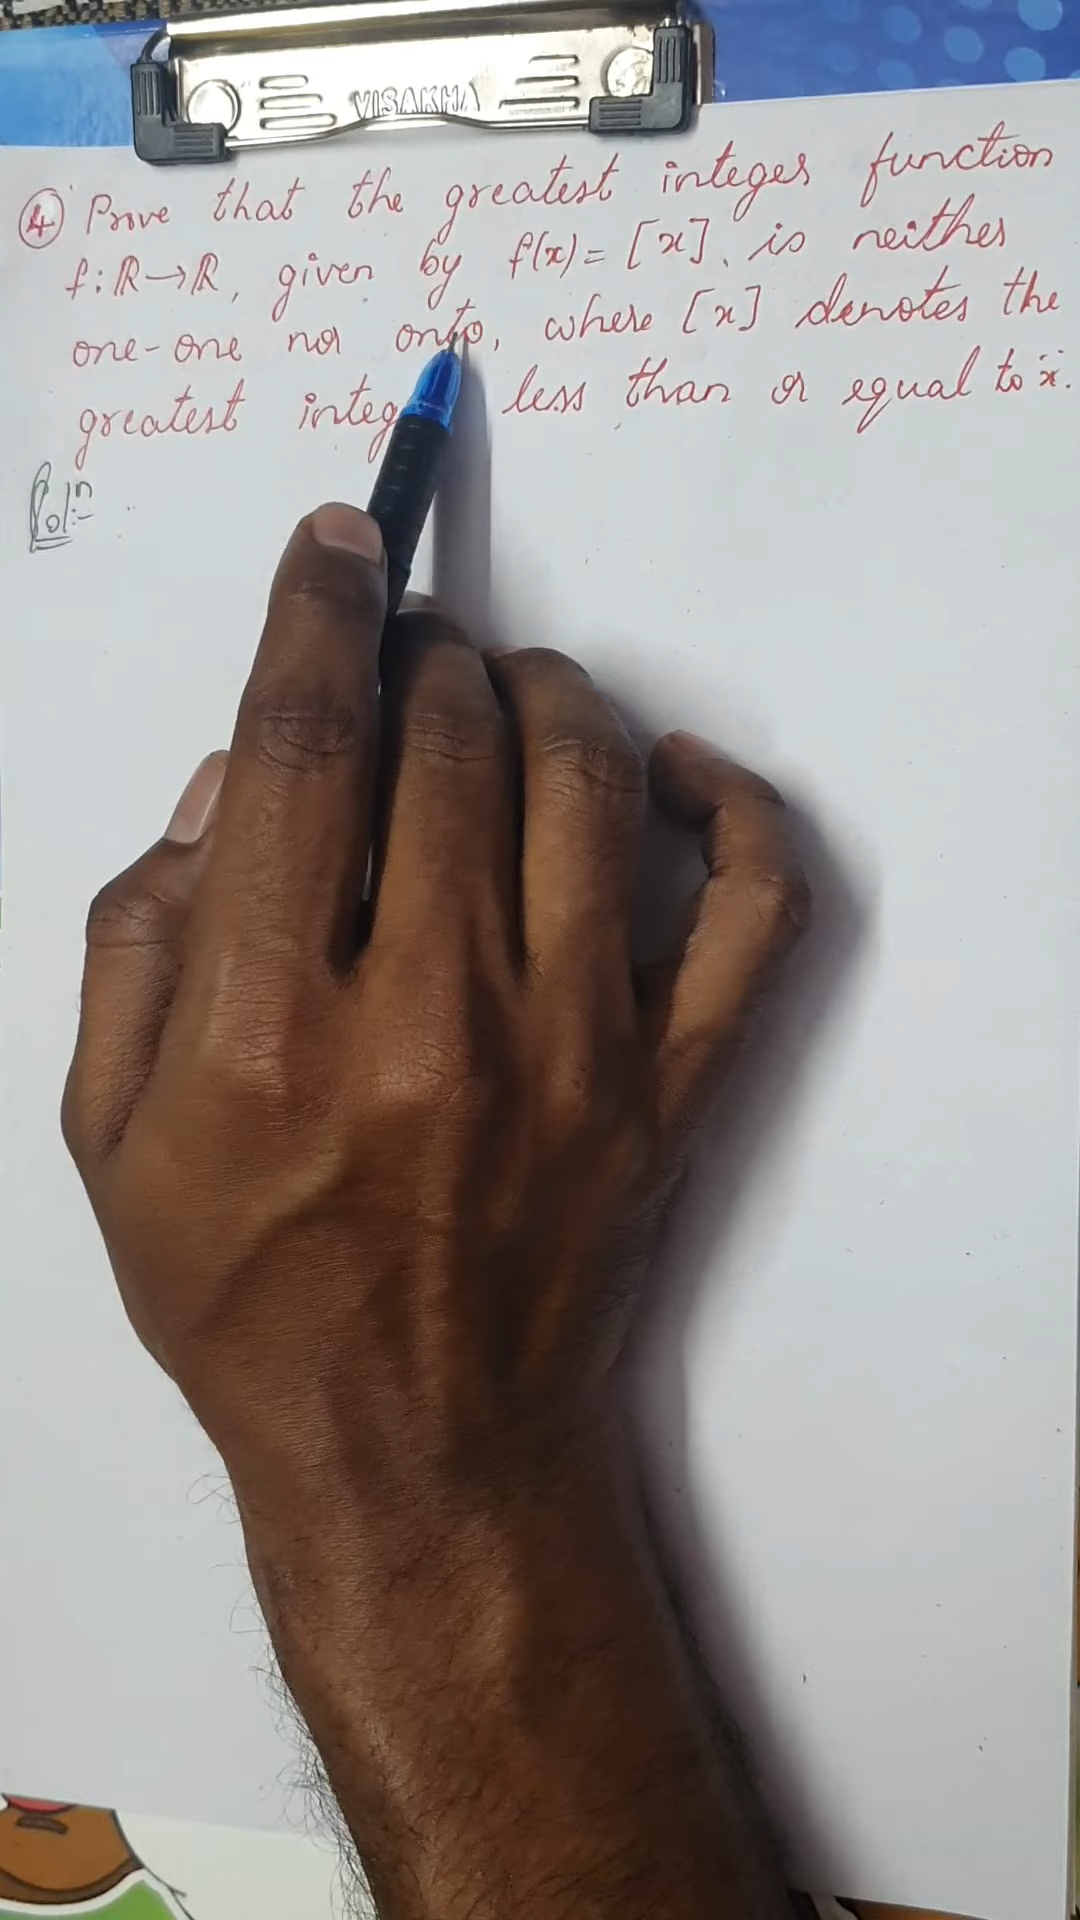 VISAKHA
4 Prove that the greatest integer function
f: R→R, given by f(x) = [x]. is neither
one-one nor onto, where [x] denotes the
greatest integ less than or equal to x.
Sol:n